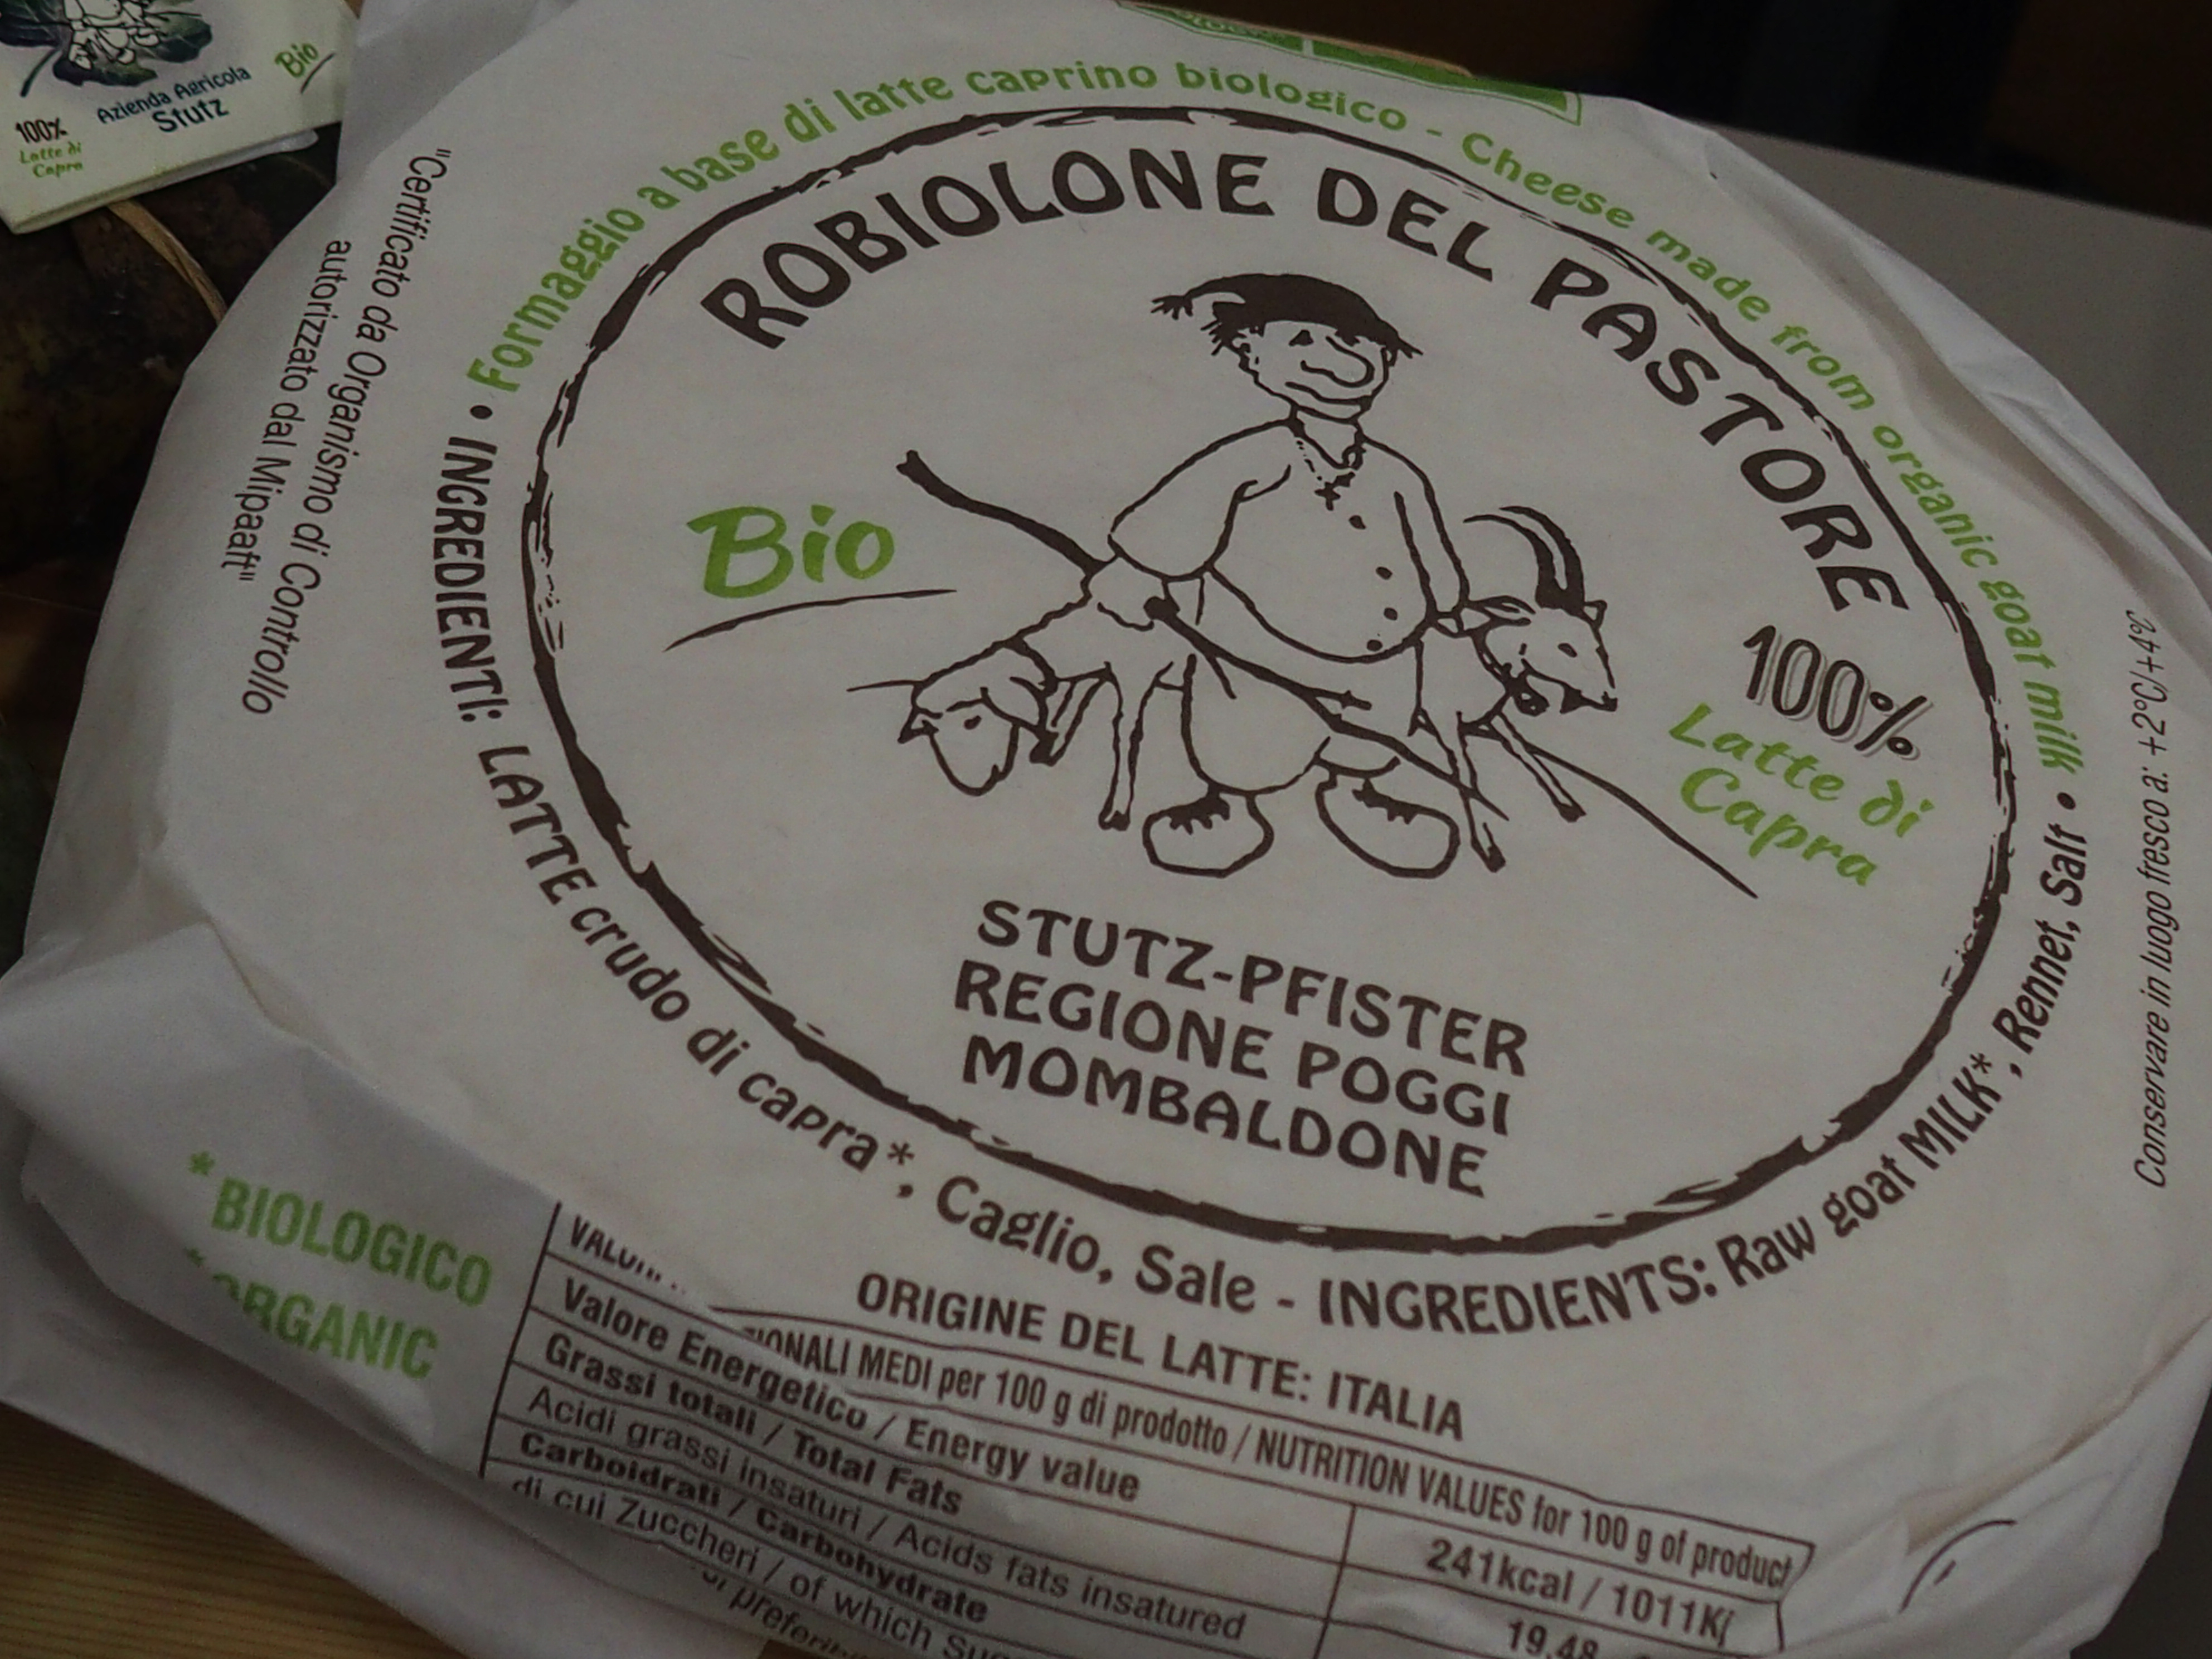 Azienda Agricola
Stutz
Bio
100%
Latte di
Capra
"Certificato da Organismo di Controllo
autorizzato dal Mipaaft"
• Formaggio a base di latte caprino biologico - Cheese made from organic goat milk •
ROBIOLONE DEL PASTORE
Bio
100%
Latte di
Capra
STUTZ-PFISTER
REGIONE POGGI
MOMBALDONE
INGREDIENTI: LATTE crudo di capra*, Caglio, Sale - INGREDIENTS: Raw goat MILK*, Rennet, Salt •
Conservare in luogo fresco a: +2°C/+4°C
*BIOLOGICO
*ORGANIC
ORIGINE DEL LATTE: ITALIA
MEDI per 100 g di prodotto / NUTRITION VALUES for 100 g of product
Valore Energetico / Energy value 241kcal / 1011Kj
Grassi totali / Total Fats 19,48
Acidi grassi insaturi / Acids fats insatured
Carboidrati / Carbohydrate
di cui Zuccheri / of which